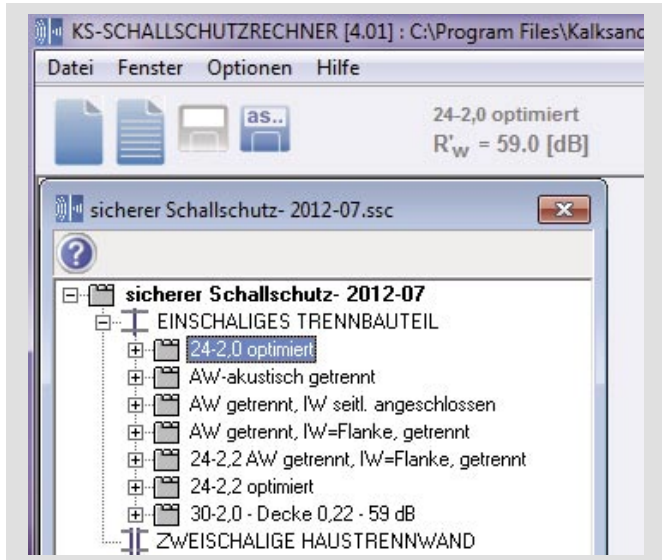 KS-SCHALLSCHUTZRECHNER [4.01] : C:\Program Files\Kalksand
Datei Fenster Optionen Hilfe
as..
24-2,0 optimiert
R'w = 59.0 [dB]
sicherer Schallschutz- 2012-07.ssc
sicherer Schallschutz- 2012-07
EINSCHALIGES TRENNBAUTEIL
24-2,0 optimiert
AW-akustisch getrennt
AW getrennt, IW seitl. angeschlossen
AW getrennt, IW=Flanke, getrennt
24-2,2 AW getrennt, IW=Flanke, getrennt
24-2,2 optimiert
30-2,0 - Decke 0,22 - 59 dB
ZWEISCHALIGE HAUSTRENNWAND